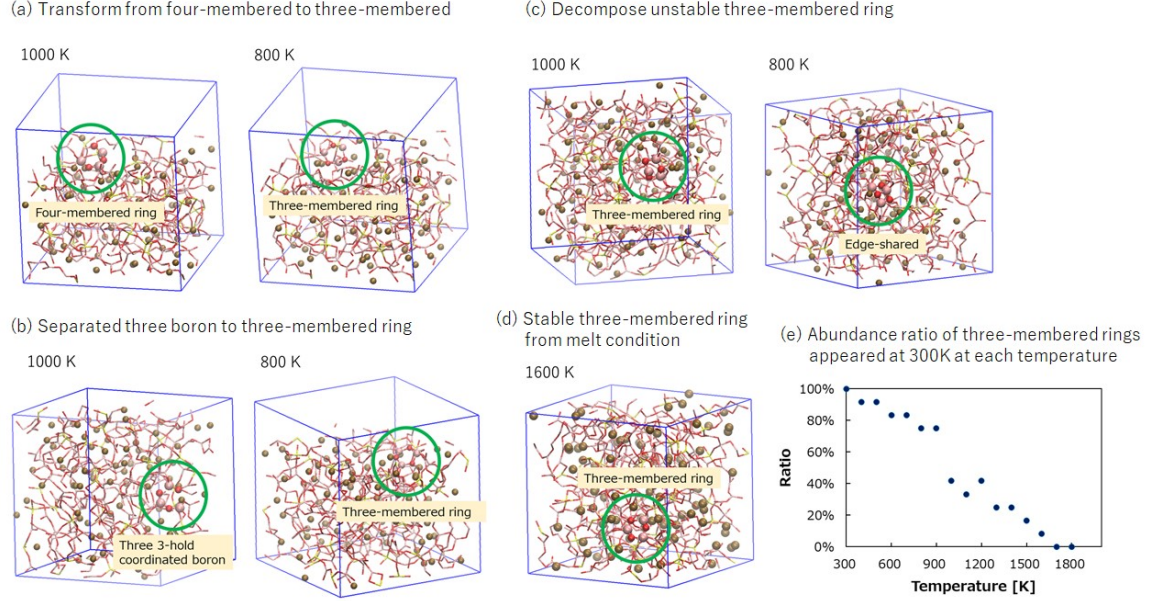 (a) Transform from four-membered to three-membered
1000 K
800 K
Four-membered ring
Three-membered ring
(b) Separated three boron to three-membered ring
1000 K
800 K
Three 3-hold
coordinated boron
Three-membered ring
(c) Decompose unstable three-membered ring
1000 K
800 K
Three-membered ring
Edge-shared
(d) Stable three-membered ring
from melt condition
1600 K
Three-membered ring
(e) Abundance ratio of three-membered rings
appeared at 300K at each temperature
100%
80%
60%
40%
20%
0%
Ratio
300 600 900 1200 1500 1800
Temperature [K]